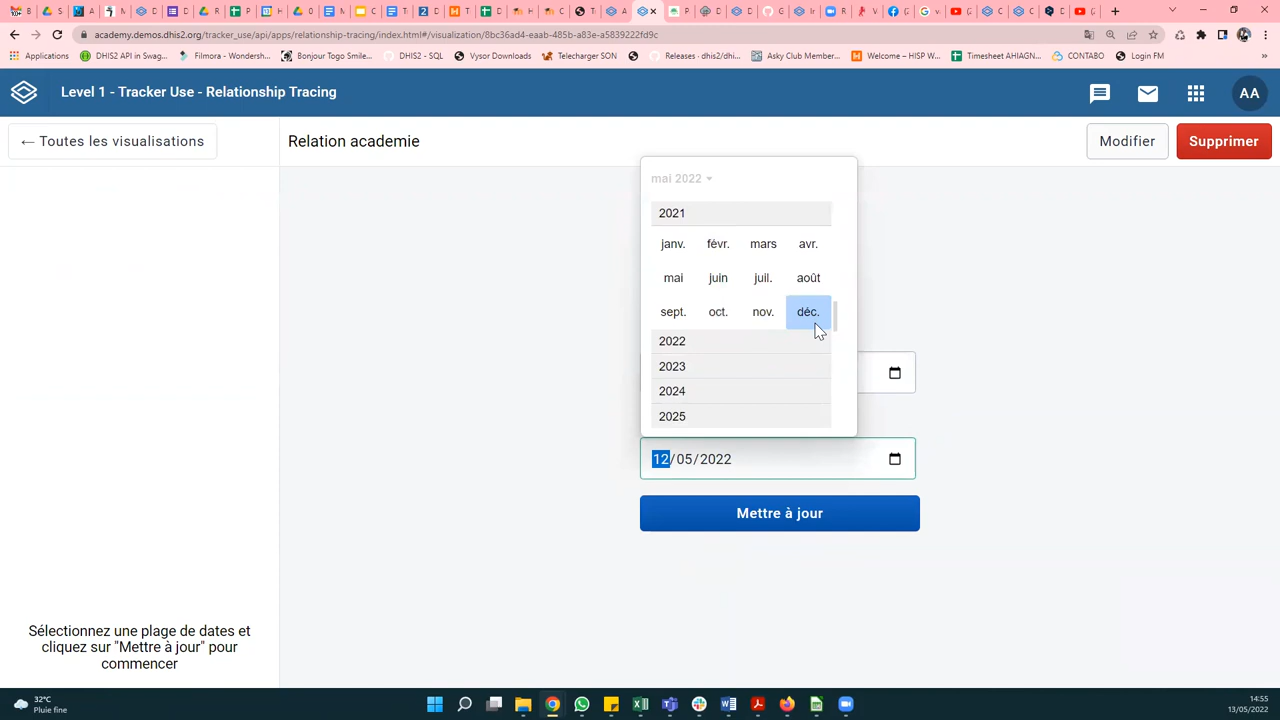 10+
B
S
A
D
R
1
H
O
M
C
T
2 D
T
D
H
C
A
P
D
D
G
In
V
(
G v
(
C
C
D
(
academy.demos.dhis2.org/tracker_use/api/apps/relationship-tracing/index.html#/visualization/8bc36ad4-eaab-485b-a83e-a5839222fd9c
Applications
DHIS2 API in Swag...
Filmora - Wondersh...
Bonjour Togo Smile...
DHIS2 - SQL
Vysor Downloads
Telecharger SON
Releases · dhis2/dhi...
Asky Club Member...
Welcome – HISP W...
Timesheet AHIAGN...
CONTABO
Login FM
»
Level 1 - Tracker Use - Relationship Tracing
AA
← Toutes les visualisations
Relation academie
Modifier
Supprimer
mai 2022
2021
janv. févr. mars avr.
mai juin juil. août
sept. oct. nov. déc.
2022
2023
2024
2025
12/05/2022
Mettre à jour
Sélectionnez une plage de dates et
cliquez sur "Mettre à jour" pour
commencer
32°C
Pluie fine
14:55
13/05/2022